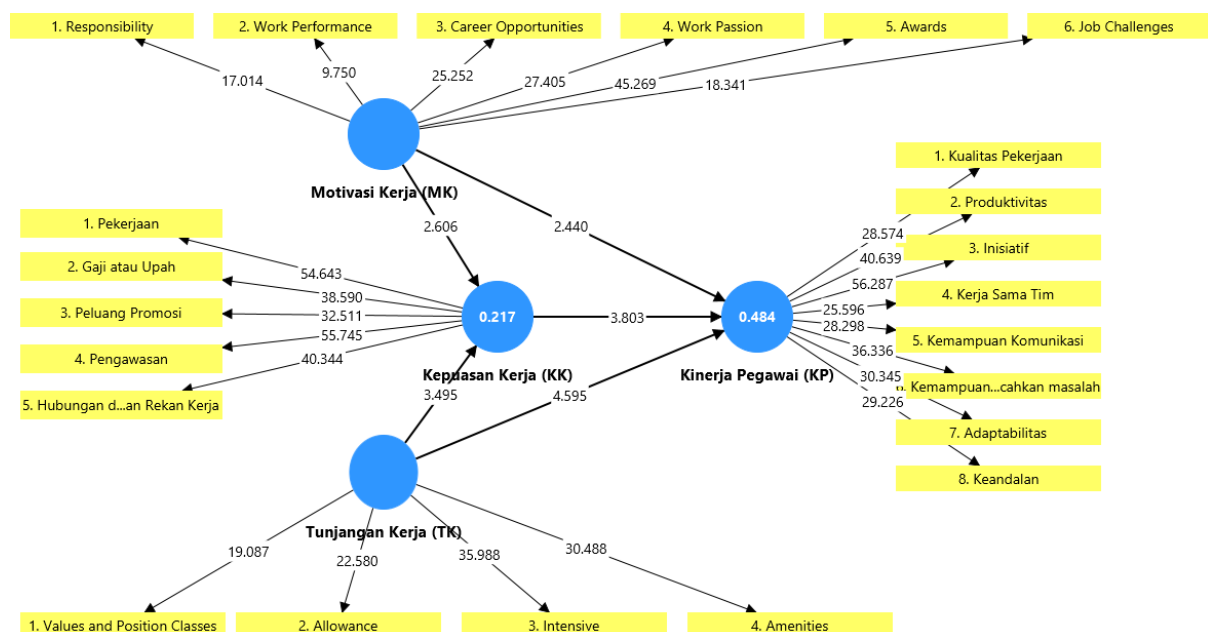 1. Responsibility
2. Work Performance
3. Career Opportunities
4. Work Passion
5. Awards
6. Job Challenges
17.014
9.750
25.252
27.405
45.269
18.341
Motivasi Kerja (MK)
2.606
2.440
1. Pekerjaan
2. Gaji atau Upah
3. Peluang Promosi
4. Pengawasan
5. Hubungan d...an Rekan Kerja
54.643
38.590
32.511
55.745
40.344
0.217
Kepuasan Kerja (KK)
3.803
0.484
Kinerja Pegawai (KP)
3.495
4.595
1. Kualitas Pekerjaan
2. Produktivitas
3. Inisiatif
4. Kerja Sama Tim
5. Kemampuan Komunikasi
Kemampuan...cahkan masalah
7. Adaptabilitas
8. Keandalan
28.574
40.639
56.287
25.596
28.298
36.336
30.345
29.226
Tunjangan Kerja (TK)
19.087
22.580
35.988
30.488
1. Values and Position Classes
2. Allowance
3. Intensive
4. Amenities